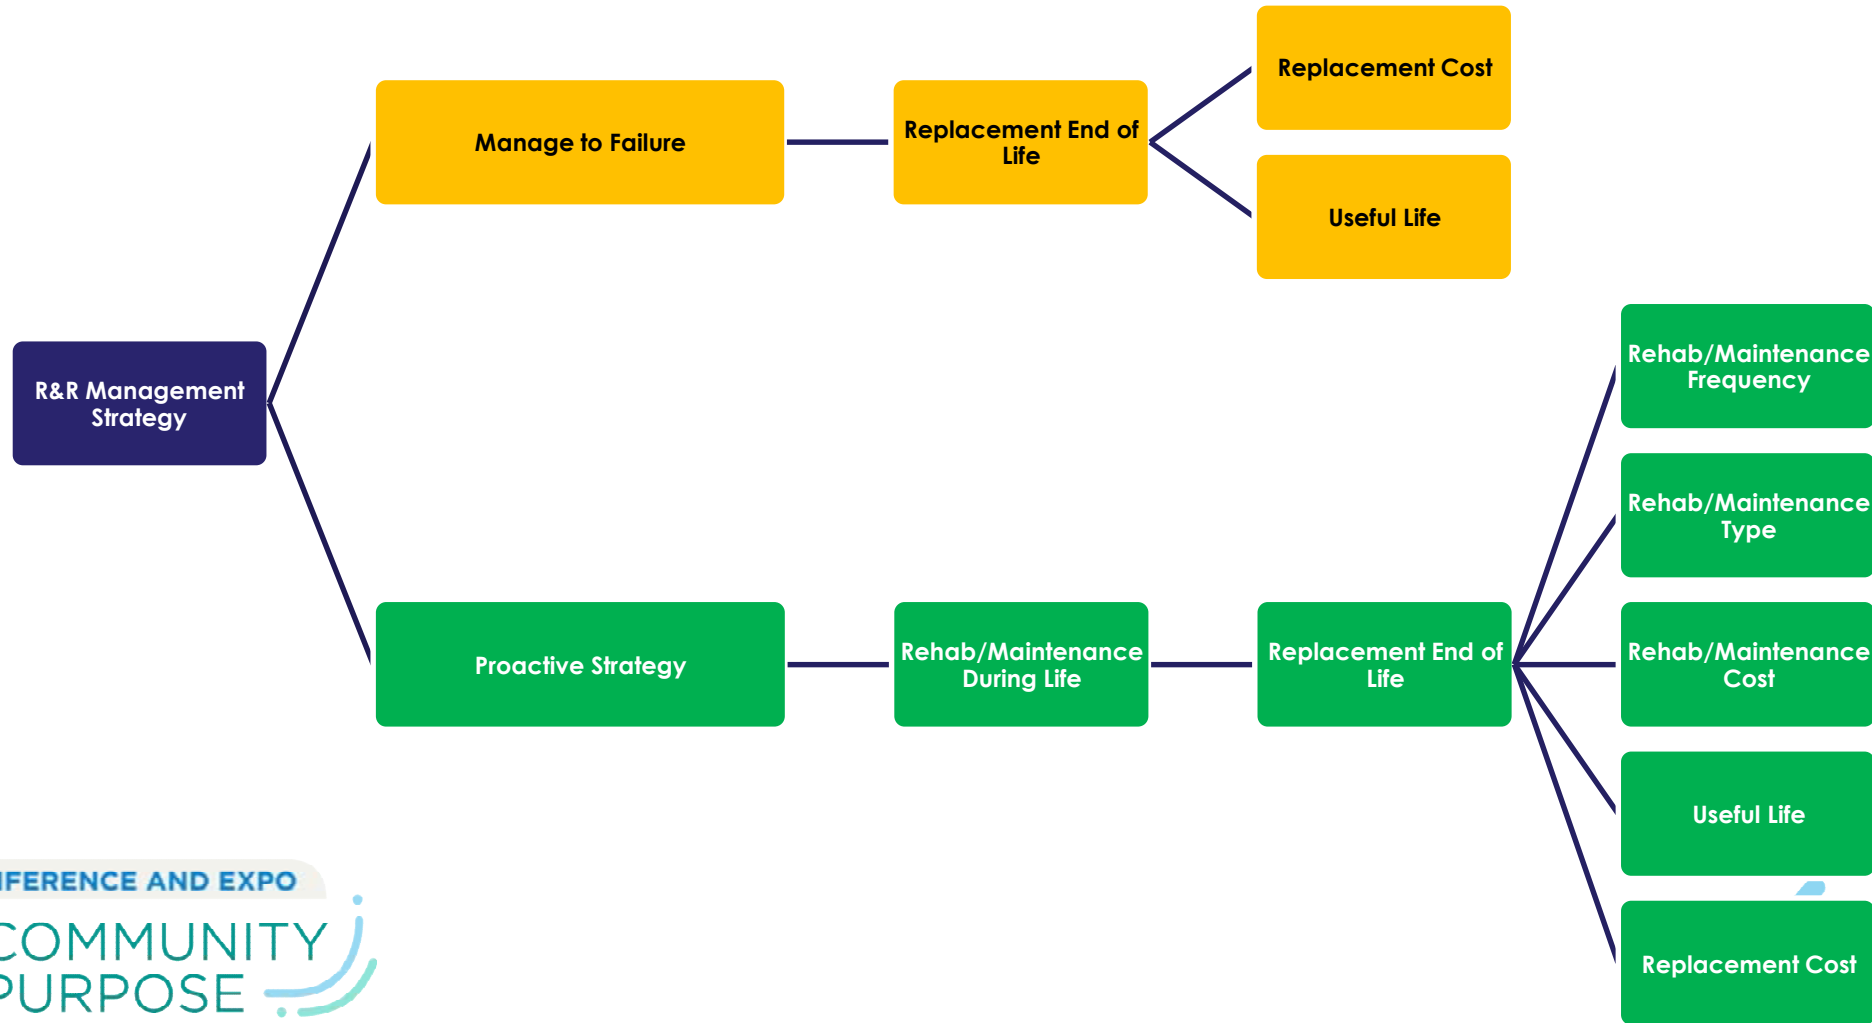 Replacement Cost
Manage to Failure
Replacement End of
Life
Useful Life
R&R Management
Strategy
Rehab/Maintenance
Frequency
Rehab/Maintenance
Type
Proactive Strategy
Rehab/Maintenance
During Life
Replacement End of
Life
Rehab/Maintenance
Cost
Useful Life
Replacement Cost
NFERENCE AND EXPO
COMMUNITY
PURPOSE